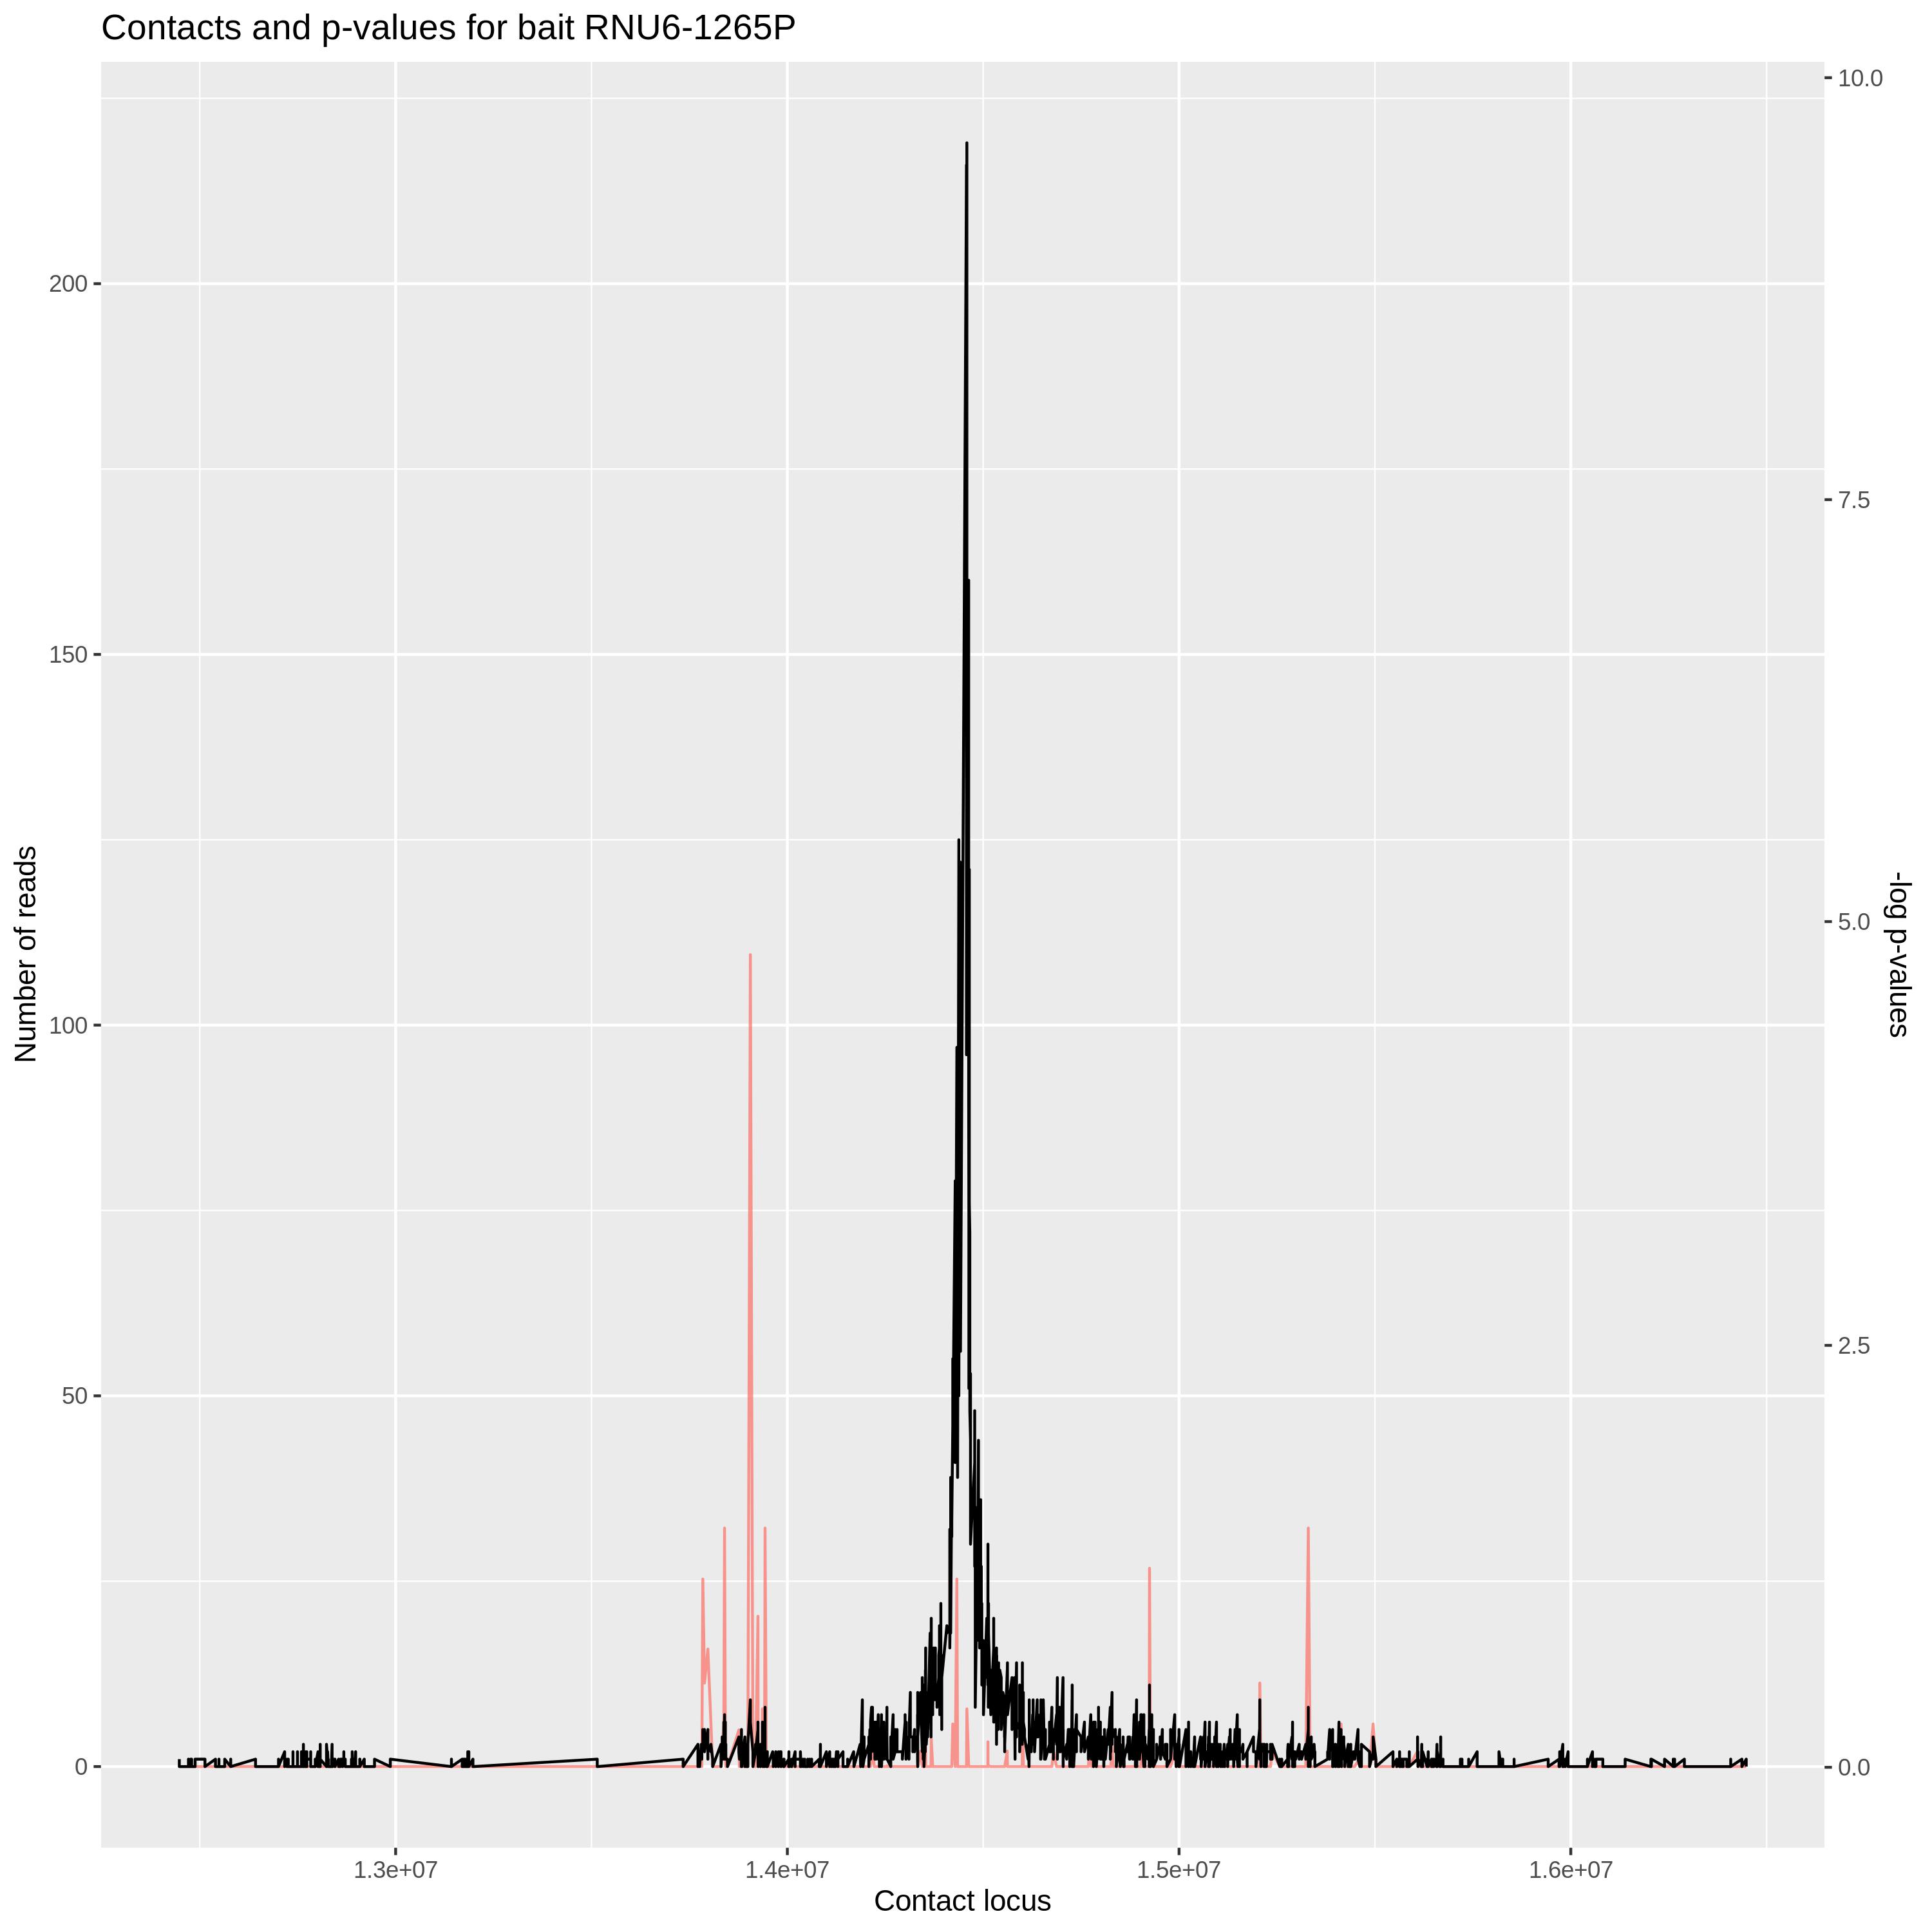 Contacts and p-values for bait RNU6-1265P
Number of reads
200
150
100
50
0
10.0
7.5
5.0
2.5
0.0
-log p-values
1.3e+07
1.4e+07
1.5e+07
1.6e+07
Contact locus